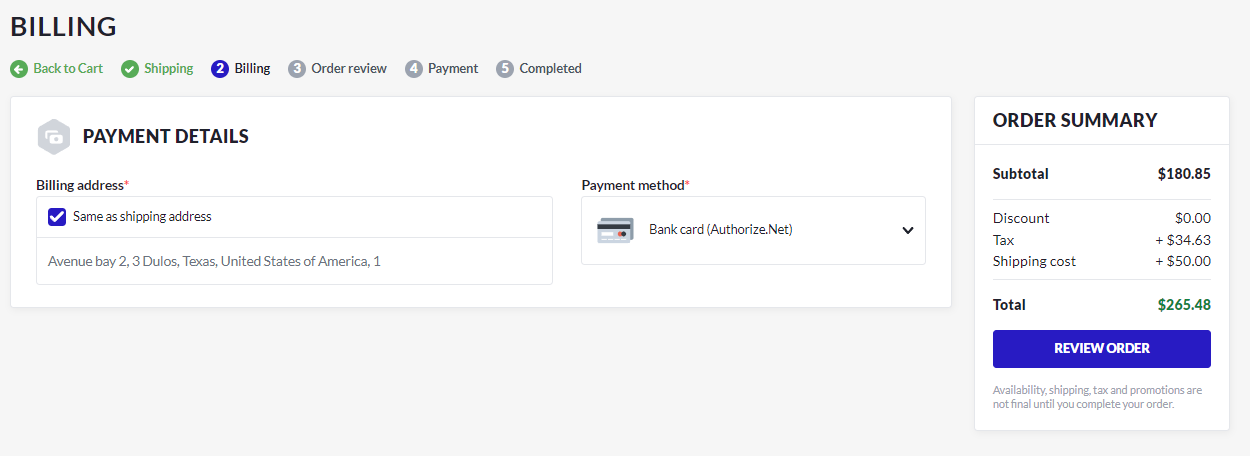 BILLING
Back to Cart Shipping 2 Billing 3 Order review 4 Payment 5 Completed
PAYMENT DETAILS
Billing address*
Same as shipping address
Avenue bay 2, 3 Dulos, Texas, United States of America, 1
Payment method*
Bank card (Authorize.Net)
ORDER SUMMARY
Subtotal $180.85
Discount $0.00
Tax + $34.63
Shipping cost + $50.00
Total $265.48
REVIEW ORDER
Availability, shipping, tax and promotions are
not final until you complete your order.